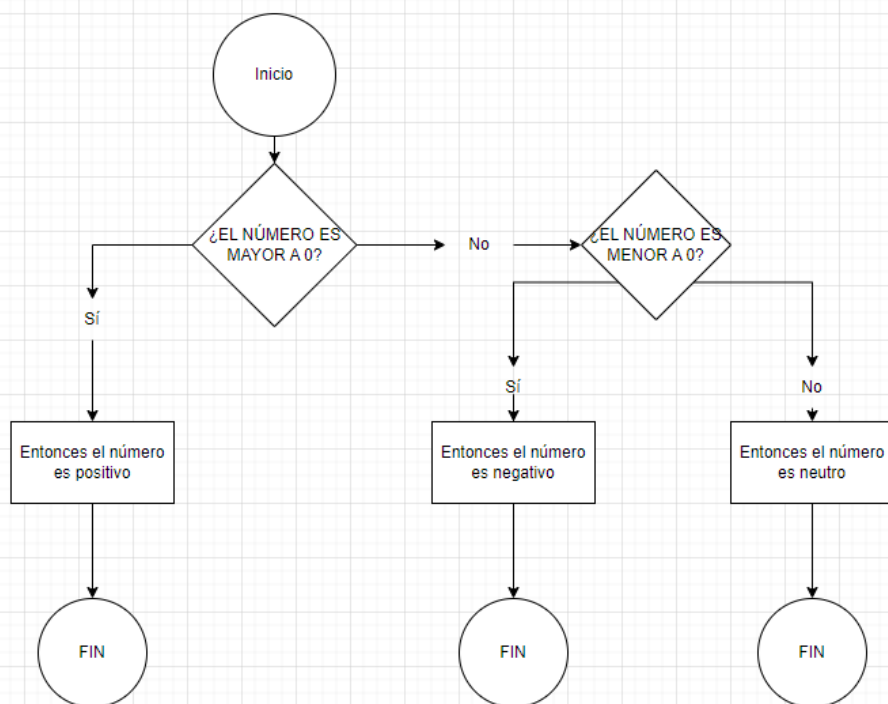 Inicio
¿EL NÚMERO ES
MAYOR A 0?
No
¿EL NÚMERO ES
MENOR A 0?
Sí
Sí
No
Entonces el número
es positivo
Entonces el número
es negativo
Entonces el número
es neutro
FIN
FIN
FIN